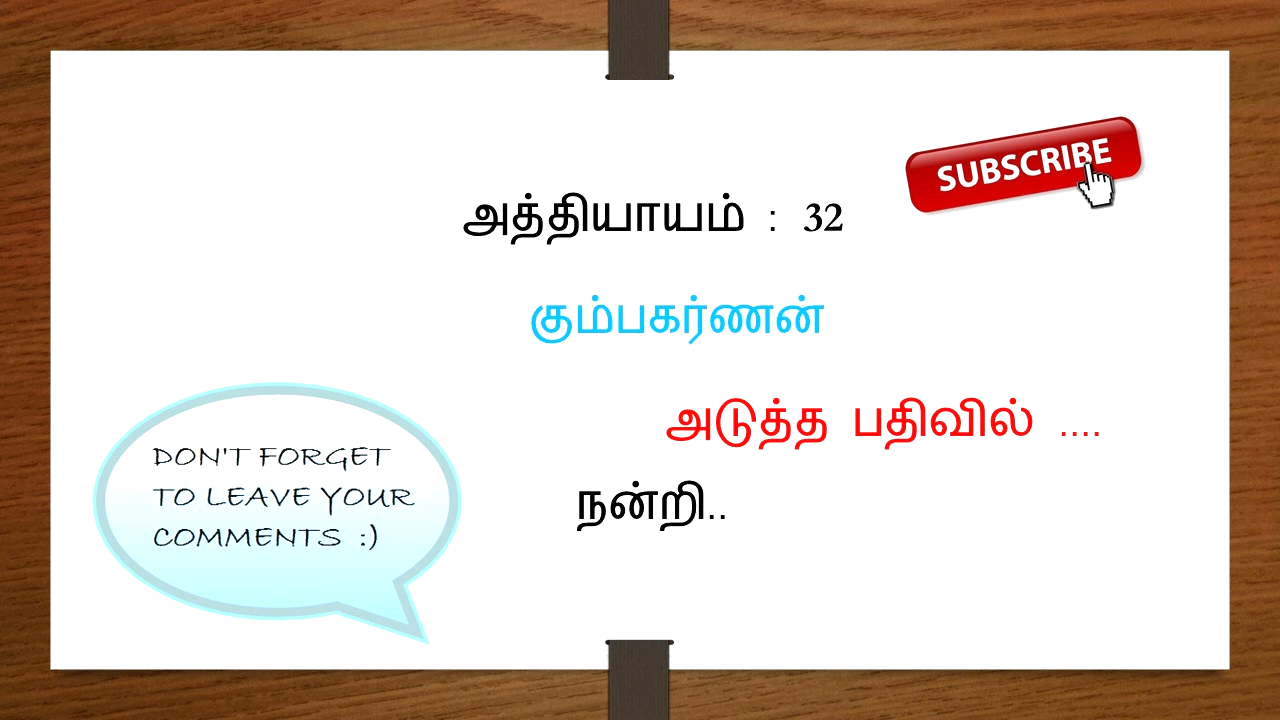 SUBSCRIBE
அத்தியாயம் : 32
கும்பகர்ணன்
அடுத்த பதிவில் ....
நன்றி..
DON'T FORGET
TO LEAVE YOUR
COMMENTS :)